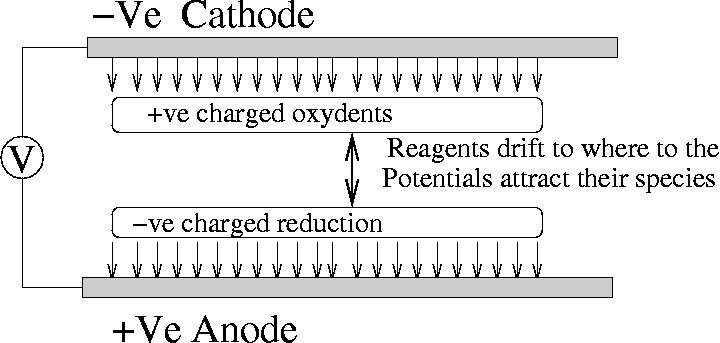 −Ve Cathode
+ve charged oxydents
V
Reagents drift to where to the
Potentials attract their species
−ve charged reduction
+Ve Anode